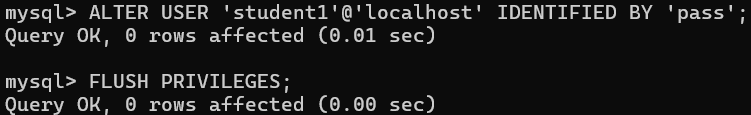 mysql> ALTER USER 'student1'@'localhost' IDENTIFIED BY 'pass';
Query OK, 0 rows affected (0.01 sec)
mysql> FLUSH PRIVILEGES;
Query OK, 0 rows affected (0.00 sec)